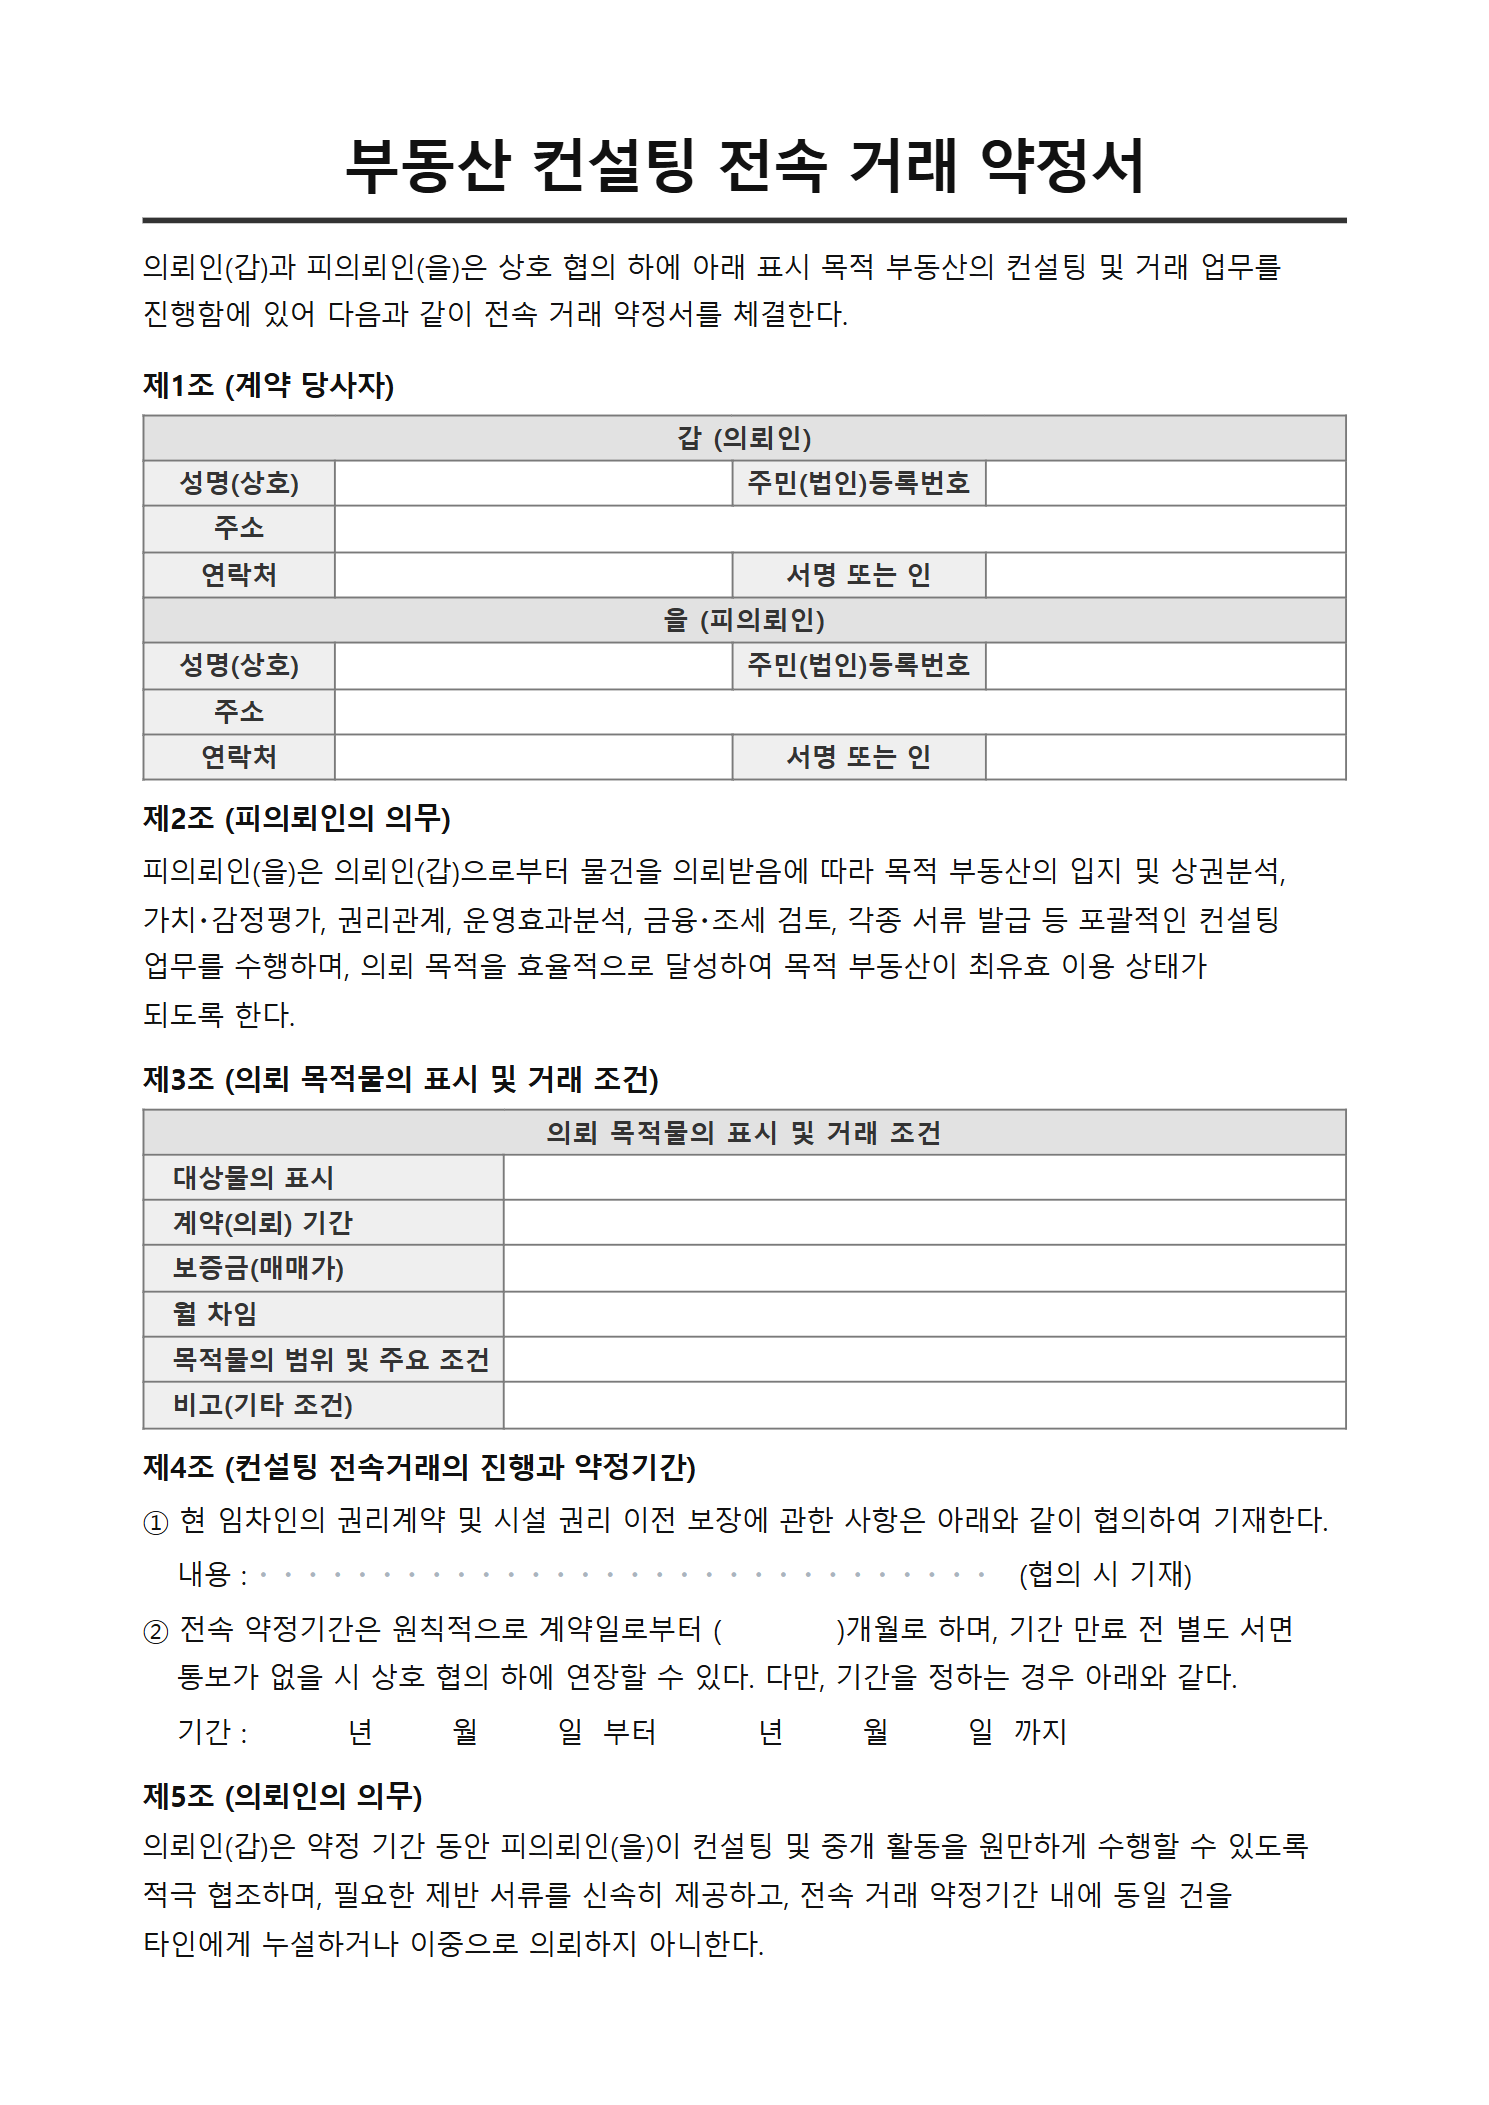 부동산 컨설팅 전속 거래 약정서
의뢰인(갑)과 피의뢰인(을)은 상호 협의 하에 아래 표시 목적 부동산의 컨설팅 및 거래 업무를
진행함에 있어 다음과 같이 전속 거래 약정서를 체결한다.
제1조 (계약 당사자)
갑 (의뢰인)
성명(상호) 주민(법인)등록번호
주소
연락처 서명 또는 인
을 (피의뢰인)
성명(상호) 주민(법인)등록번호
주소
연락처 서명 또는 인
제2조 (피의뢰인의 의무)
피의뢰인(을)은 의뢰인(갑)으로부터 물건을 의뢰받음에 따라 목적 부동산의 입지 및 상권분석,
가치·감정평가, 권리관계, 운영효과분석, 금융·조세 검토, 각종 서류 발급 등 포괄적인 컨설팅
업무를 수행하며, 의뢰 목적을 효율적으로 달성하여 목적 부동산이 최유효 이용 상태가
되도록 한다.
제3조 (의뢰 목적물의 표시 및 거래 조건)
의뢰 목적물의 표시 및 거래 조건
대상물의 표시
계약(의뢰) 기간
보증금(매매가)
월 차임
목적물의 범위 및 주요 조건
비고(기타 조건)
제4조 (컨설팅 전속거래의 진행과 약정기간)
① 현 임차인의 권리계약 및 시설 권리 이전 보장에 관한 사항은 아래와 같이 협의하여 기재한다.
내용 : · · · · · · · · · · · · · · · · · · · · · · · · · · · · · · (협의 시 기재)
② 전속 약정기간은 원칙적으로 계약일로부터 ( )개월로 하며, 기간 만료 전 별도 서면
통보가 없을 시 상호 협의 하에 연장할 수 있다. 다만, 기간을 정하는 경우 아래와 같다.
기간 : 년 월 일 부터 년 월 일 까지
제5조 (의뢰인의 의무)
의뢰인(갑)은 약정 기간 동안 피의뢰인(을)이 컨설팅 및 중개 활동을 원만하게 수행할 수 있도록
적극 협조하며, 필요한 제반 서류를 신속히 제공하고, 전속 거래 약정기간 내에 동일 건을
타인에게 누설하거나 이중으로 의뢰하지 아니한다.